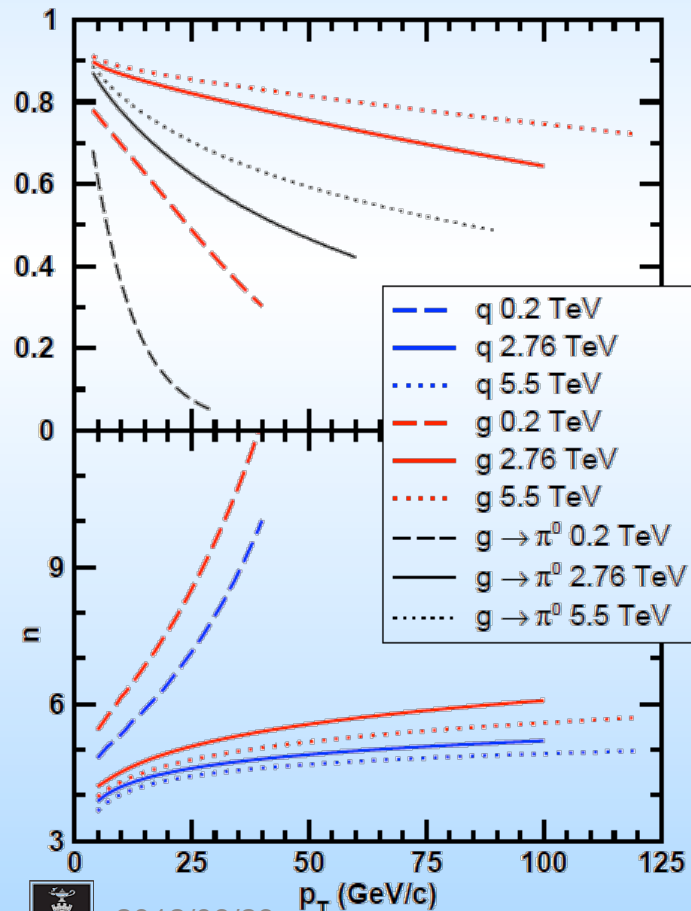 1
0.8
0.6
0.4
0.2
0
q 0.2 TeV
q 2.76 TeV
q 5.5 TeV
g 0.2 TeV
g 2.76 TeV
g 5.5 TeV
g → π⁰ 0.2 TeV
g → π⁰ 2.76 TeV
g → π⁰ 5.5 TeV
9
n
6
3
0 25 50 75 100 125
p_T (GeV/c)